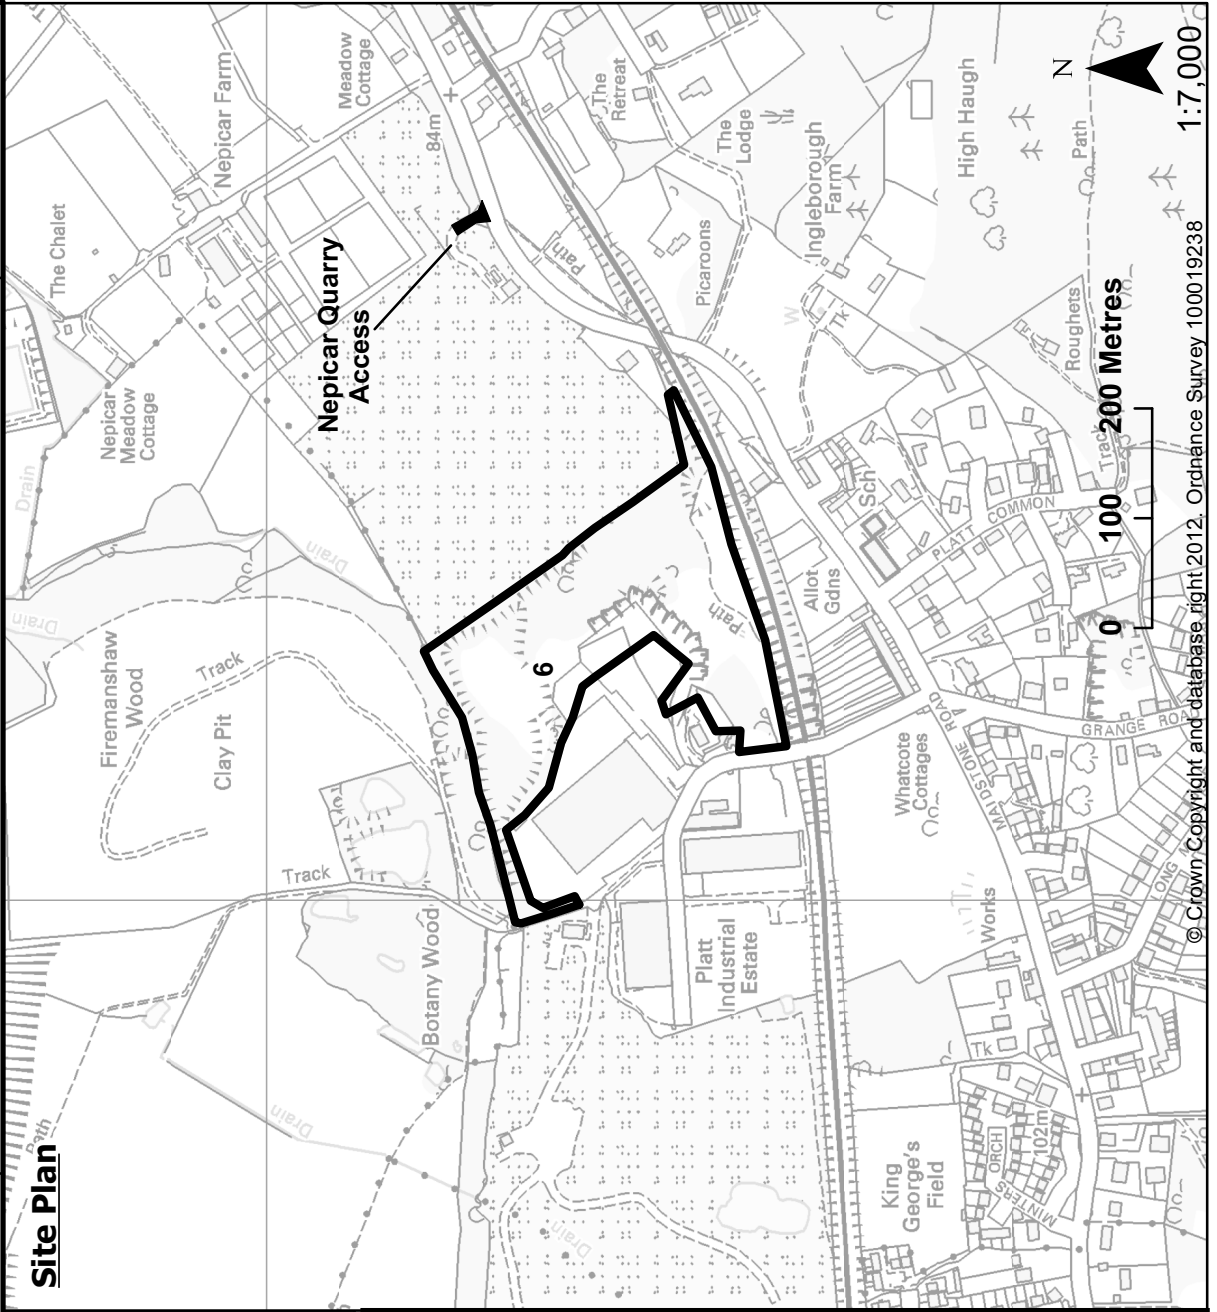 Site Plan
Path
Drain
Track
Botany Wood
Clay Pit
Firemanshaw
Wood
Track
Drain
Drain
Drain
Nepicar
Meadow
Cottage
The Chalet
Nepicar Farm
Meadow
Cottage
Nepicar Quarry
Access
84m
The
Retreat
The
Lodge
Path
Picaroons
Ingleborough
Farm
High Haugh
Path
W
Tk
Roughets
Track
6
Path
Allot
Gdns
Sch
PLATT COMMON
Platt
Industrial
Estate
Drain
Whatcote
Cottages
MAIDSTONE ROAD
GRANGE ROAD
Works
LONG
Tk
King
George's
Field
ORCH
MINTERS
102m
0 100 200 Metres
N
1:7,000
© Crown Copyright and database right 2012. Ordnance Survey 100019238